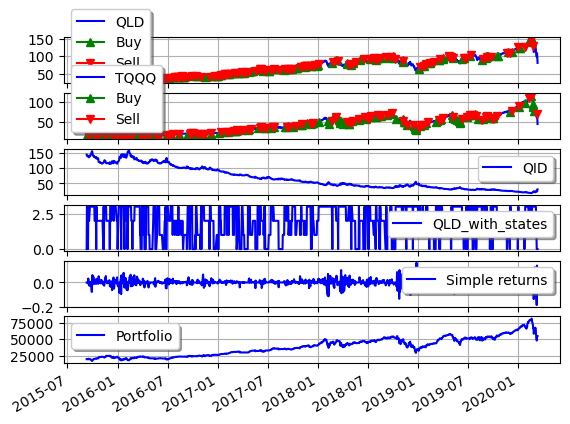 QLD
Buy
Sell
150
100
50
TQQQ
Buy
Sell
100
50
150
100
50
QID
2.5
0.0
QLD_with_states
0.0
−0.2
Simple returns
75000
50000
25000
Portfolio
2015-07
2016-01
2016-07
2017-01
2017-07
2018-01
2018-07
2019-01
2019-07
2020-01